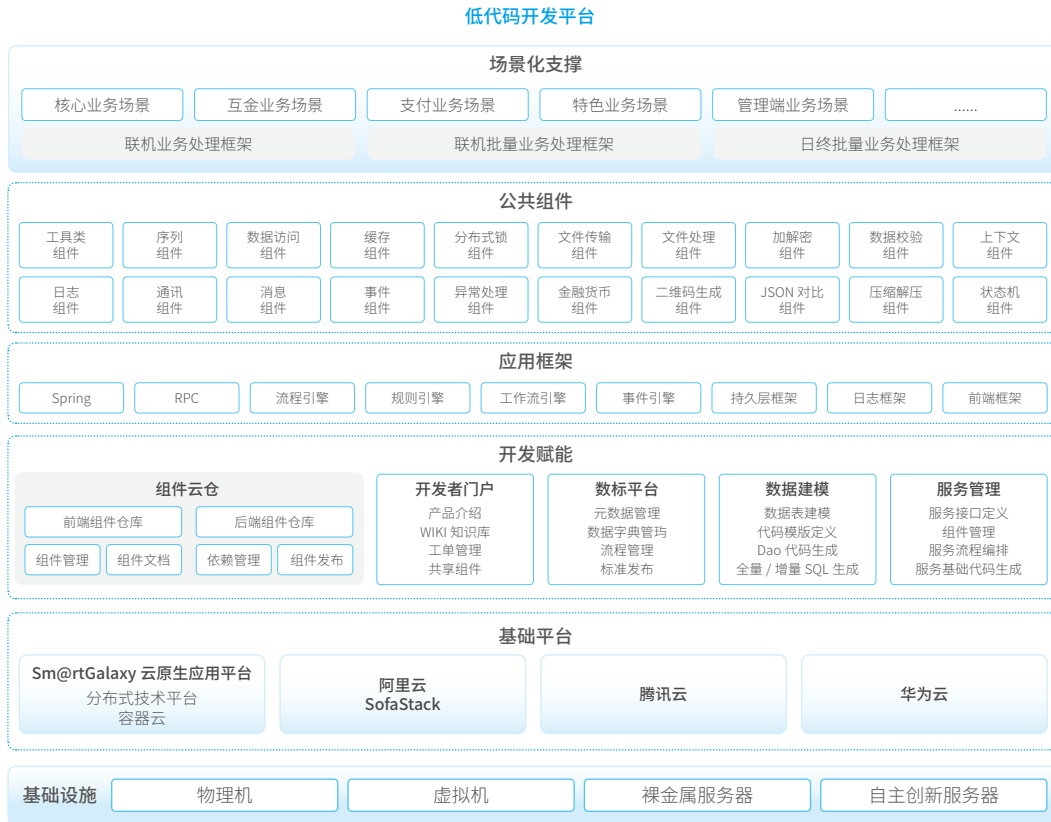 低代码开发平台
场景化支撑
核心业务场景
互金业务场景
支付业务场景
特色业务场景
管理端业务场景
......
联机业务处理框架
联机批量业务处理框架
日终批量业务处理框架
公共组件
工具类
组件
序列
组件
数据访问
组件
缓存
组件
分布式锁
组件
文件传输
组件
文件处理
组件
加解密
组件
数据校验
组件
上下文
组件
日志
组件
通讯
组件
消息
组件
事件
组件
异常处理
组件
金融货币
组件
二维码生成
组件
JSON 对比
组件
压缩解压
组件
状态机
组件
应用框架
Spring
RPC
流程引擎
规则引擎
工作流引擎
事件引擎
持久层框架
日志框架
前端框架
开发赋能
组件云仓
前端组件仓库
后端组件仓库
组件管理
组件文档
依赖管理
组件发布
开发者门户
产品介绍
WIKI 知识库
工单管理
共享组件
数标平台
元数据管理
数据字典管玙
流程管理
标准发布
数据建模
数据表建模
代码模版定义
Dao 代码生成
全量 / 增量 SQL 生成
服务管理
服务接口定义
组件管理
服务流程编排
服务基础代码生成
基础平台
Sm@rtGalaxy 云原生应用平台
分布式技术平台
容器云
阿里云
SofaStack
腾讯云
华为云
基础设施
物理机
虚拟机
裸金属服务器
自主创新服务器